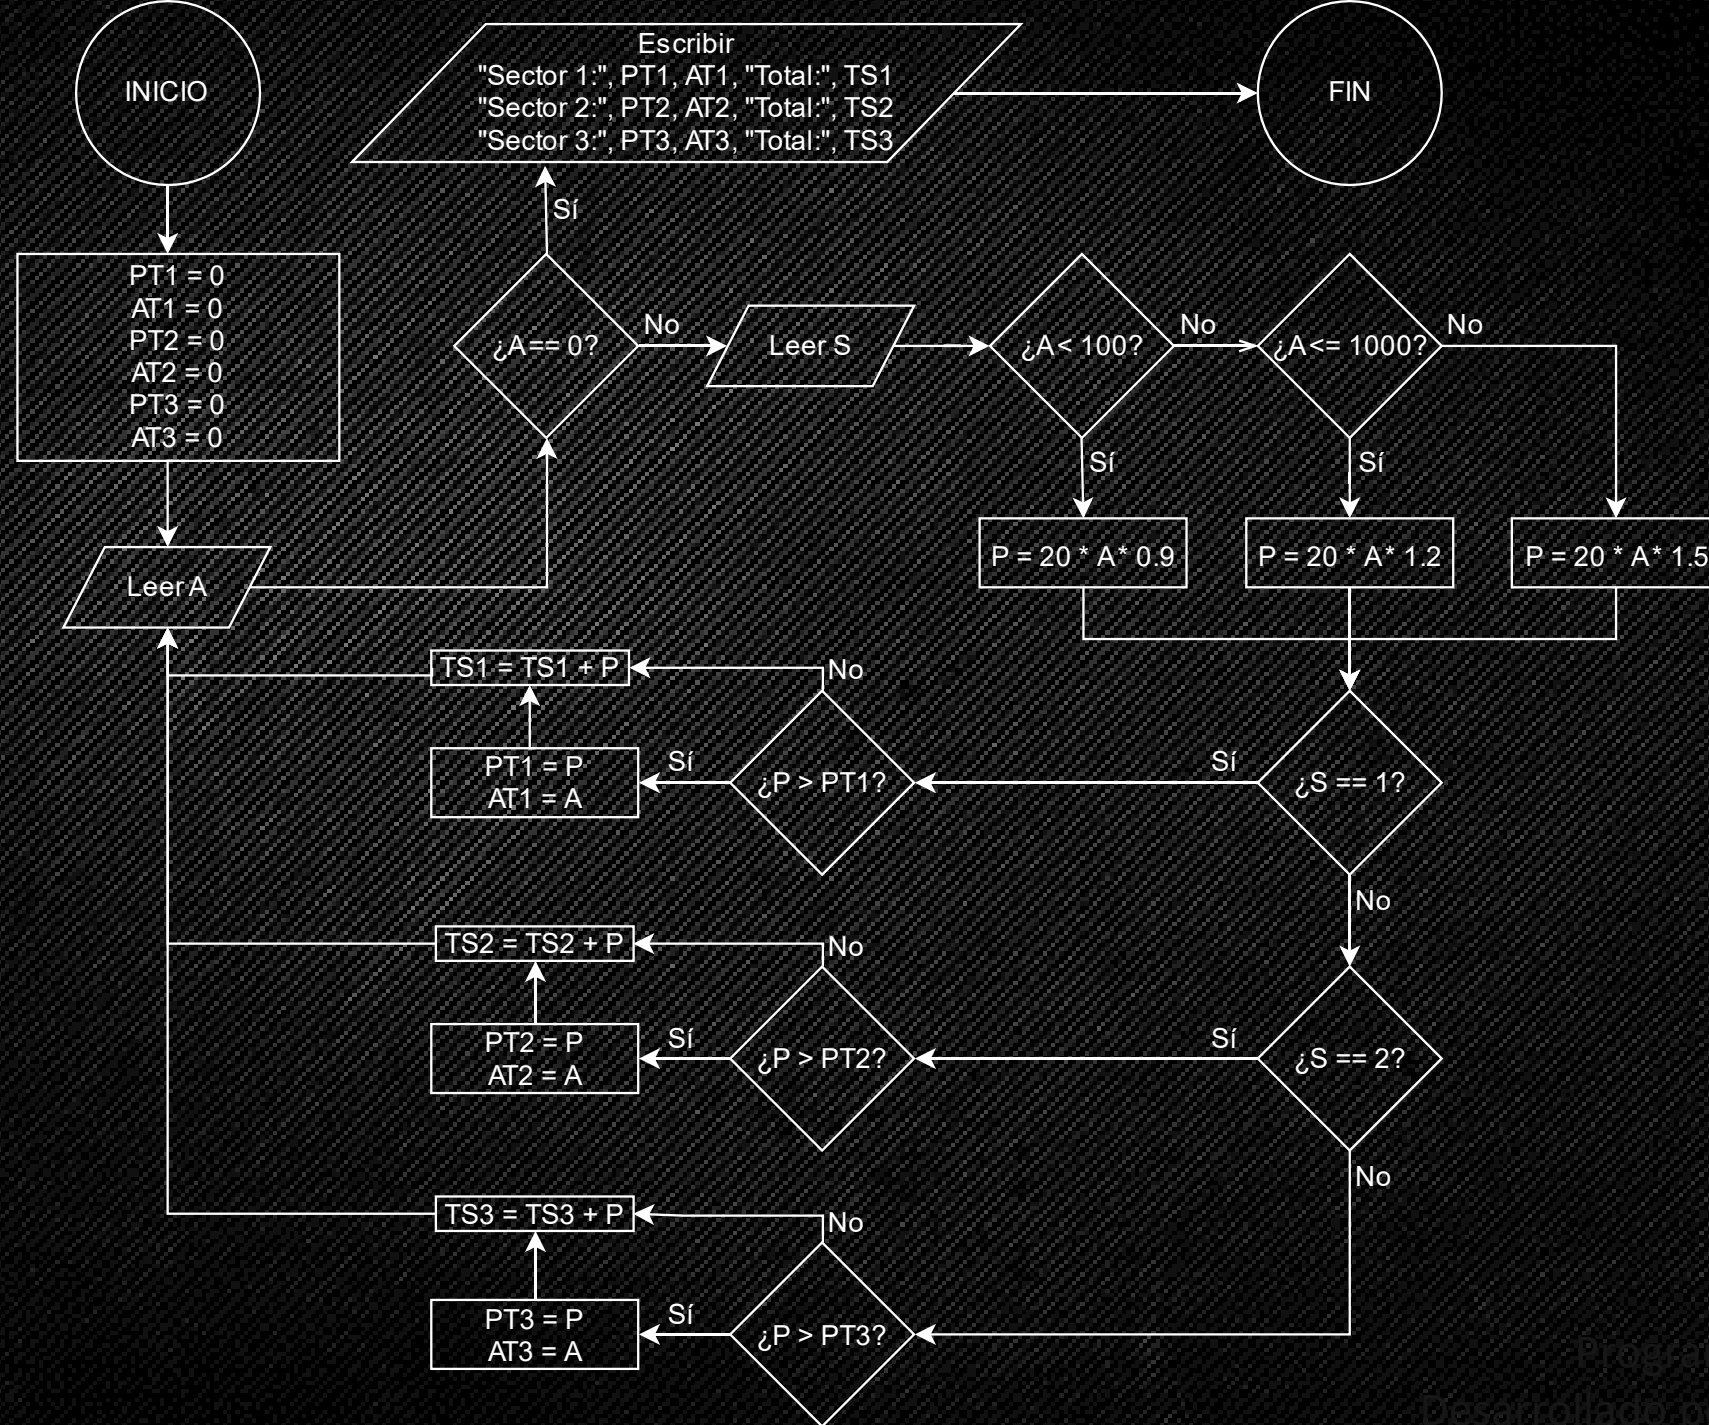 INICIO
Escribir
"Sector 1:", PT1, AT1, "Total:", TS1
"Sector 2:", PT2, AT2, "Total:", TS2
"Sector 3:", PT3, AT3, "Total:", TS3
FIN
Sí
PT1 = 0
AT1 = 0
PT2 = 0
AT2 = 0
PT3 = 0
AT3 = 0
¿A == 0?
No
Leer S
¿A < 100?
No
¿A <= 1000?
No
Sí
Sí
P = 20 * A * 0.9
P = 20 * A * 1.2
P = 20 * A * 1.5
Leer A
TS1 = TS1 + P
No
PT1 = P
AT1 = A
Sí
¿P > PT1?
Sí
¿S == 1?
No
TS2 = TS2 + P
No
PT2 = P
AT2 = A
Sí
¿P > PT2?
Sí
¿S == 2?
No
TS3 = TS3 + P
No
PT3 = P
AT3 = A
Sí
¿P > PT3?